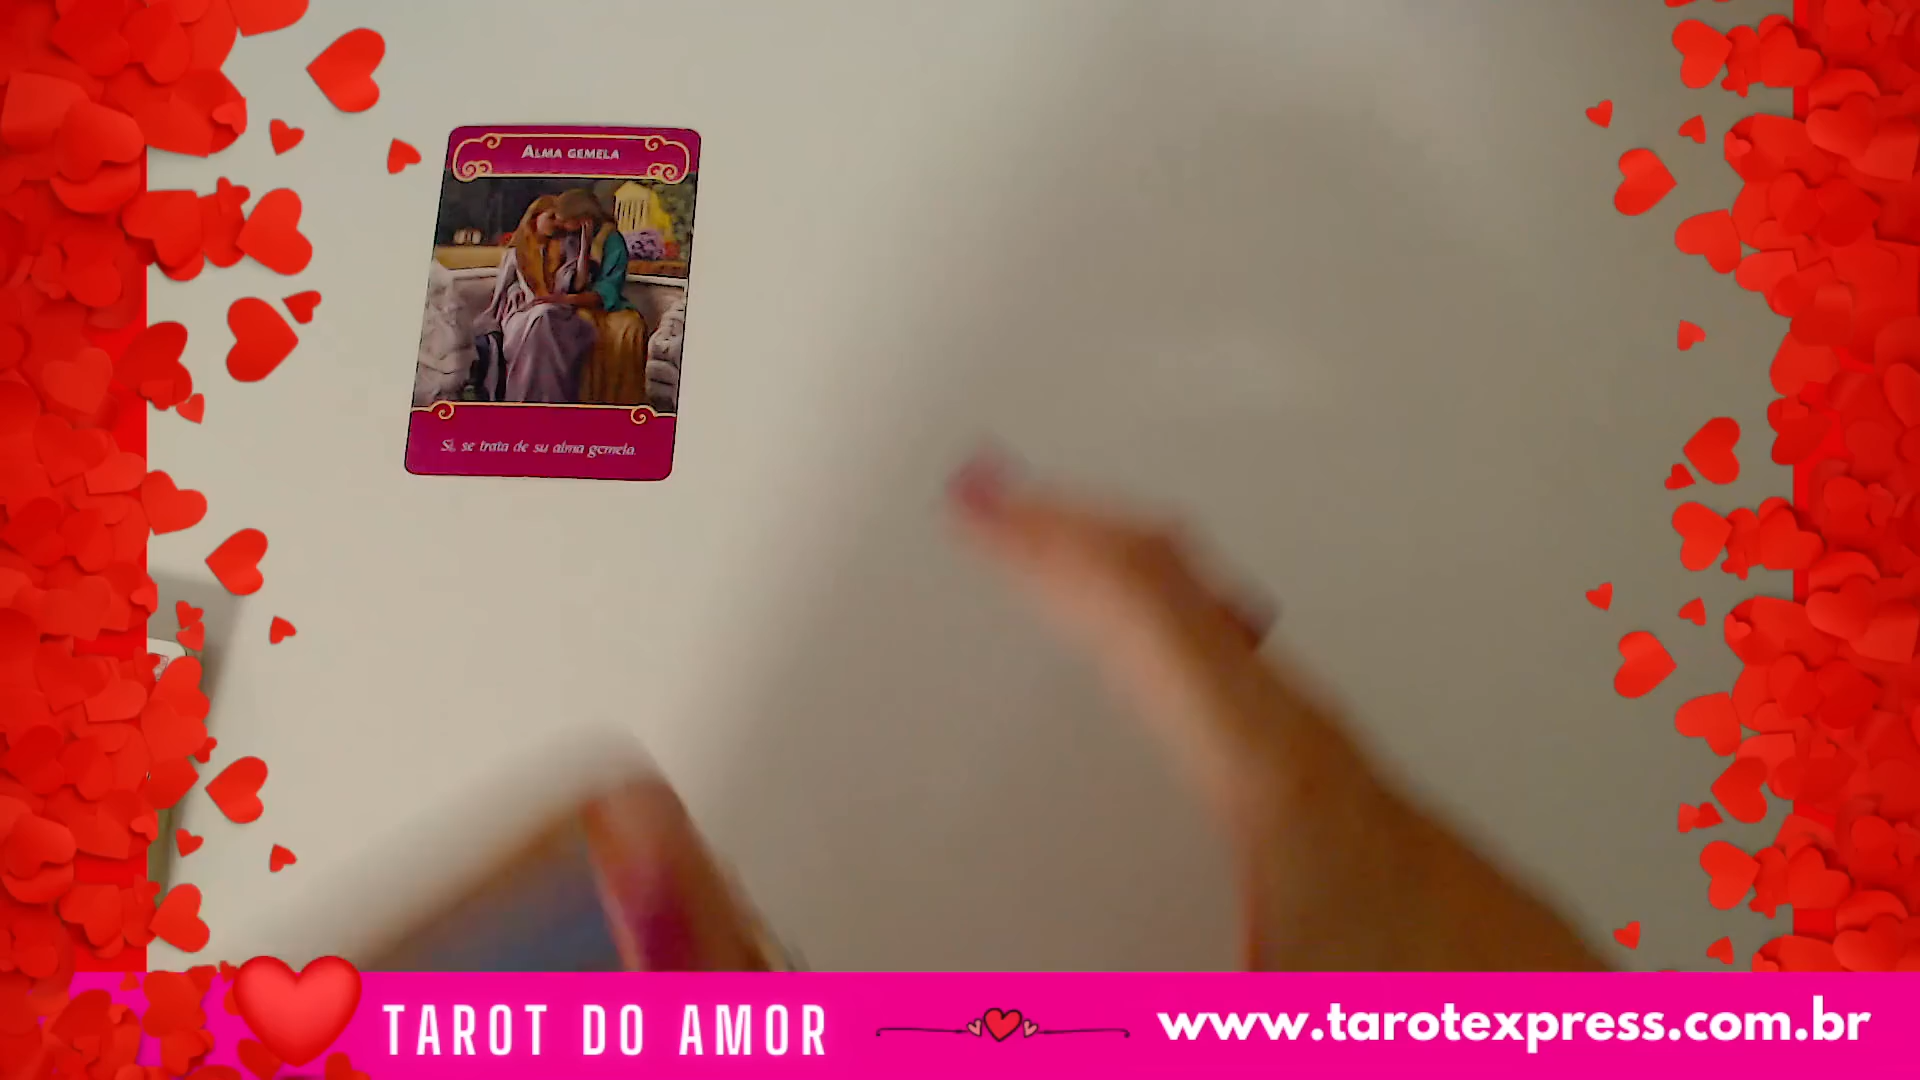 ALMA GEMELA
Sí, se trata de su alma gemela.
TAROT DO AMOR
www.tarotexpress.com.br